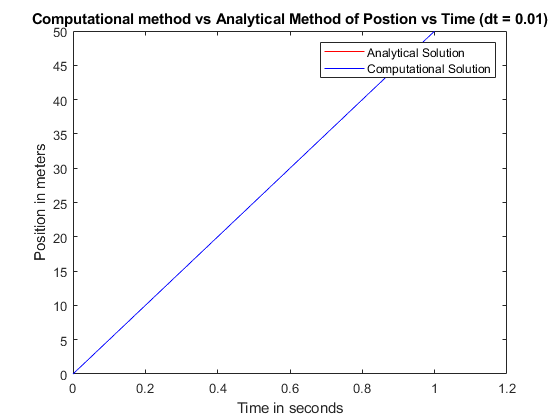 Computational method vs Analytical Method of Postion vs Time (dt = 0.01)
50
45
40
35
30
25
20
15
10
5
0
Position in meters
Analytical Solution
Computational Solution
0 0.2 0.4 0.6 0.8 1 1.2
Time in seconds